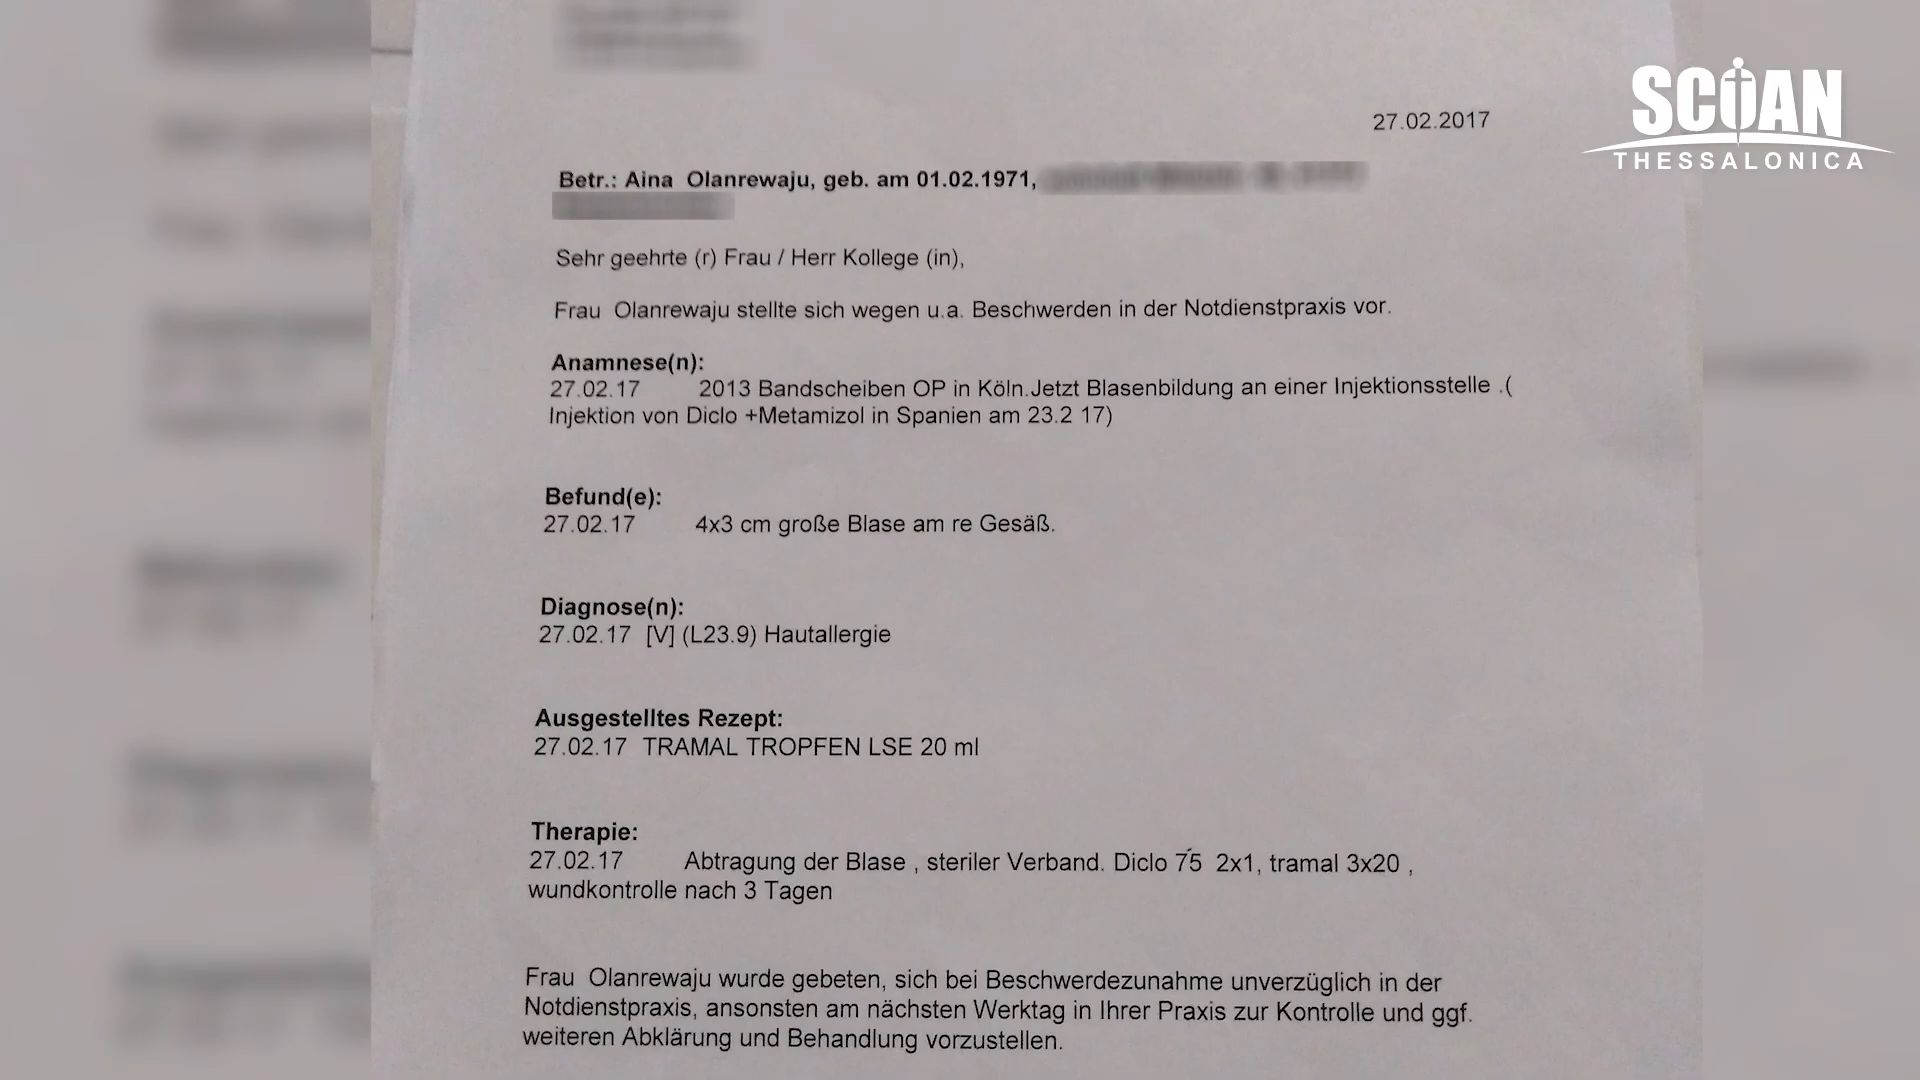 SCOAN
THESSALONICA
27.02.2017
Betr.: Aina Olanrewaju, geb. am 01.02.1971,
Sehr geehrte (r) Frau / Herr Kollege (in),
Frau Olanrewaju stellte sich wegen u.a. Beschwerden in der Notdienstpraxis vor.
Anamnese(n):
27.02.17 2013 Bandscheiben OP in Köln.Jetzt Blasenbildung an einer Injektionsstelle .(
Injektion von Diclo +Metamizol in Spanien am 23.2 17)
Befund(e):
27.02.17 4x3 cm große Blase am re Gesäß.
Diagnose(n):
27.02.17 [V] (L23.9) Hautallergie
Ausgestelltes Rezept:
27.02.17 TRAMAL TROPFEN LSE 20 ml
Therapie:
27.02.17 Abtragung der Blase , steriler Verband. Diclo 75 2x1, tramal 3x20 ,
wundkontrolle nach 3 Tagen
Frau Olanrewaju wurde gebeten, sich bei Beschwerdezunahme unverzüglich in der
Notdienstpraxis, ansonsten am nächsten Werktag in Ihrer Praxis zur Kontrolle und ggf.
weiteren Abklärung und Behandlung vorzustellen.